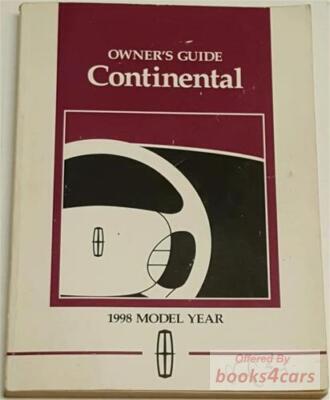 OWNER'S GUIDE
Continental
1998 MODEL YEAR
Offered By
books4cars